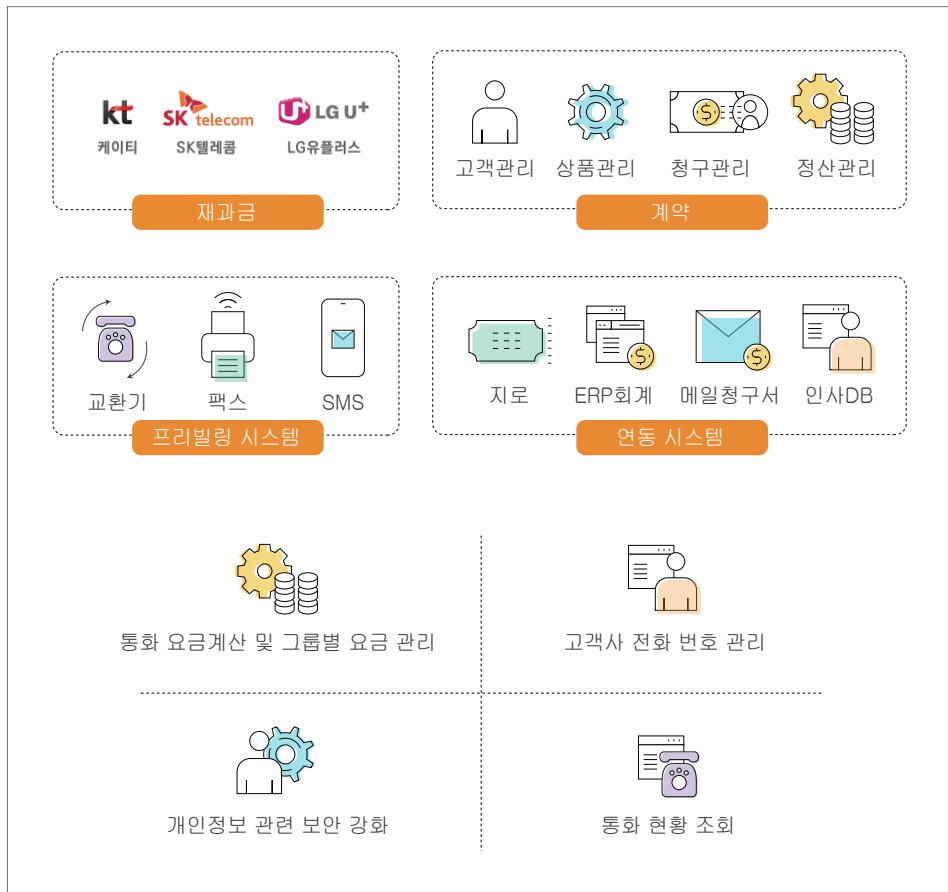 kt
SK telecom
U+ LG U+
케이티
SK텔레콤
LG유플러스
재과금
고객관리
상품관리
청구관리
정산관리
계약
교환기
팩스
SMS
프리빌링 시스템
지로
ERP회계
메일청구서
인사DB
연동 시스템
통화 요금계산 및 그룹별 요금 관리
고객사 전화 번호 관리
개인정보 관련 보안 강화
통화 현황 조회